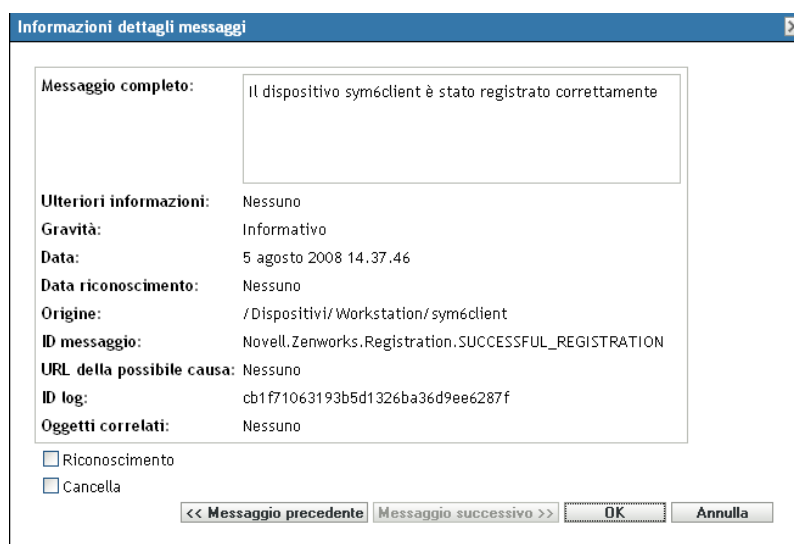 Informazioni dettagli messaggi
Messaggio completo: Il dispositivo sym6client è stato registrato correttamente
Ulteriori informazioni: Nessuno
Gravità: Informativo
Data: 5 agosto 2008 14.37.46
Data riconoscimento: Nessuno
Origine: /Dispositivi/Workstation/sym6client
ID messaggio: Novell.Zenworks.Registration.SUCCESSFUL_REGISTRATION
URL della possibile causa: Nessuno
ID log: cb1f71063193b5d1326ba36d9ee6287f
Oggetti correlati: Nessuno
Riconoscimento
Cancella
<< Messaggio precedente Messaggio successivo >> OK Annulla